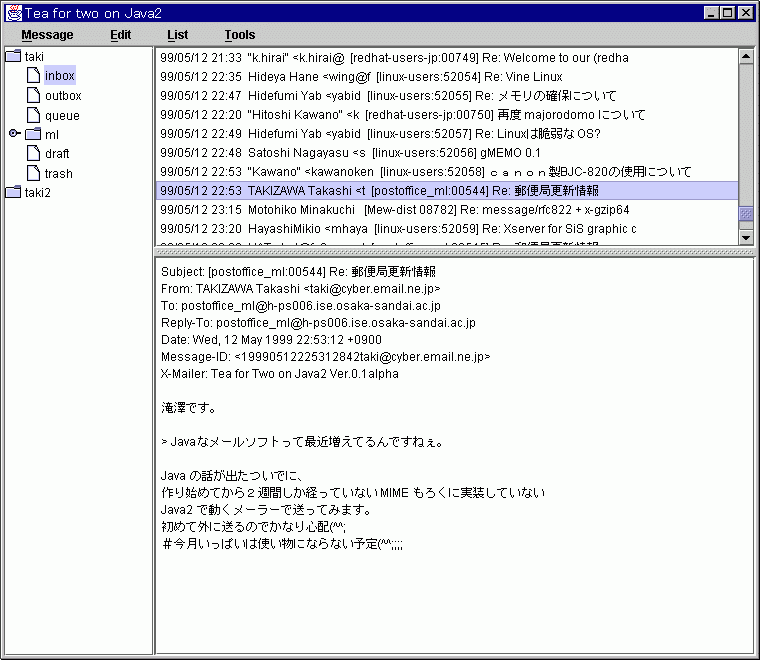 Tea for two on Java2
Message Edit List Tools
taki
inbox
outbox
queue
ml
draft
trash
taki2
99/05/12 21:33 "k.hirai" <k.hirai@ [redhat-users-jp:00749] Re: Welcome to our (redha
99/05/12 22:35 Hideya Hane <wing@f [linux-users:52054] Re: Vine Linux
99/05/12 22:47 Hidefumi Yab <yabid [linux-users:52055] Re: メモリの確保について
99/05/12 22:20 "Hitoshi Kawano" <k [redhat-users-jp:00750] 再度 majorodomo について
99/05/12 22:49 Hidefumi Yab <yabid [linux-users:52057] Re: Linuxは脆弱な OS?
99/05/12 22:48 Satoshi Nagayasu <s [linux-users:52056] gMEMO 0.1
99/05/12 22:53 "Kawano" <kawanoken [linux-users:52058] ｃａｎｏｎ製BJC-820の使用について
99/05/12 22:53 TAKIZAWA Takashi <t [postoffice_ml:00544] Re: 郵便局更新情報
99/05/12 23:15 Motohiko Minakuchi [Mew-dist 08782] Re: message/rfc822 + x-gzip64
99/05/12 23:20 HayashiMikio <mhaya [linux-users:52059] Re: Xserver for SiS graphic c
Subject: [postoffice_ml:00544] Re: 郵便局更新情報
From: TAKIZAWA Takashi <taki@cyber.email.ne.jp>
To: postoffice_ml@h-ps006.ise.osaka-sandai.ac.jp
Reply-To: postoffice_ml@h-ps006.ise.osaka-sandai.ac.jp
Date: Wed, 12 May 1999 22:53:12 +0900
Message-ID: <19990512225312842taki@cyber.email.ne.jp>
X-Mailer: Tea for Two on Java2 Ver.0.1alpha
滝澤です。
> Javaなメールソフトって最近増えてるんですねぇ。
Java の話が出たついでに、
作り始めてから２週間しか経っていない MIME もろくに実装していない
Java2 で動くメーラーで送ってみます。
初めて外に送るのでかなり心配(^^;
＃今月いっぱいは使い物にならない予定(^^;;;;